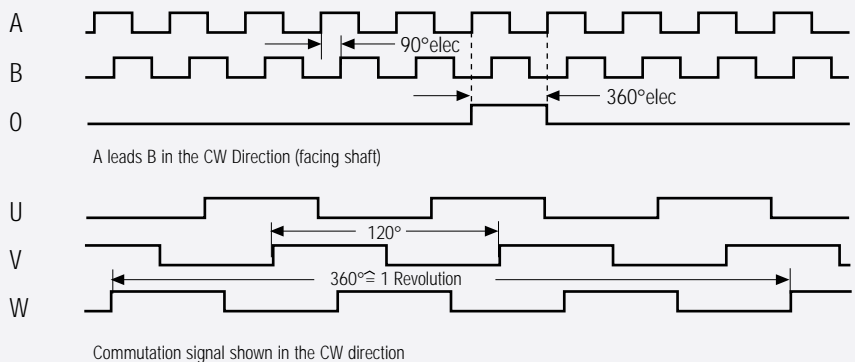 A
90°elec
B
360°elec
0
A leads B in the CW Direction (facing shaft)
U
120°
V
360°≙ 1 Revolution
W
Commutation signal shown in the CW direction